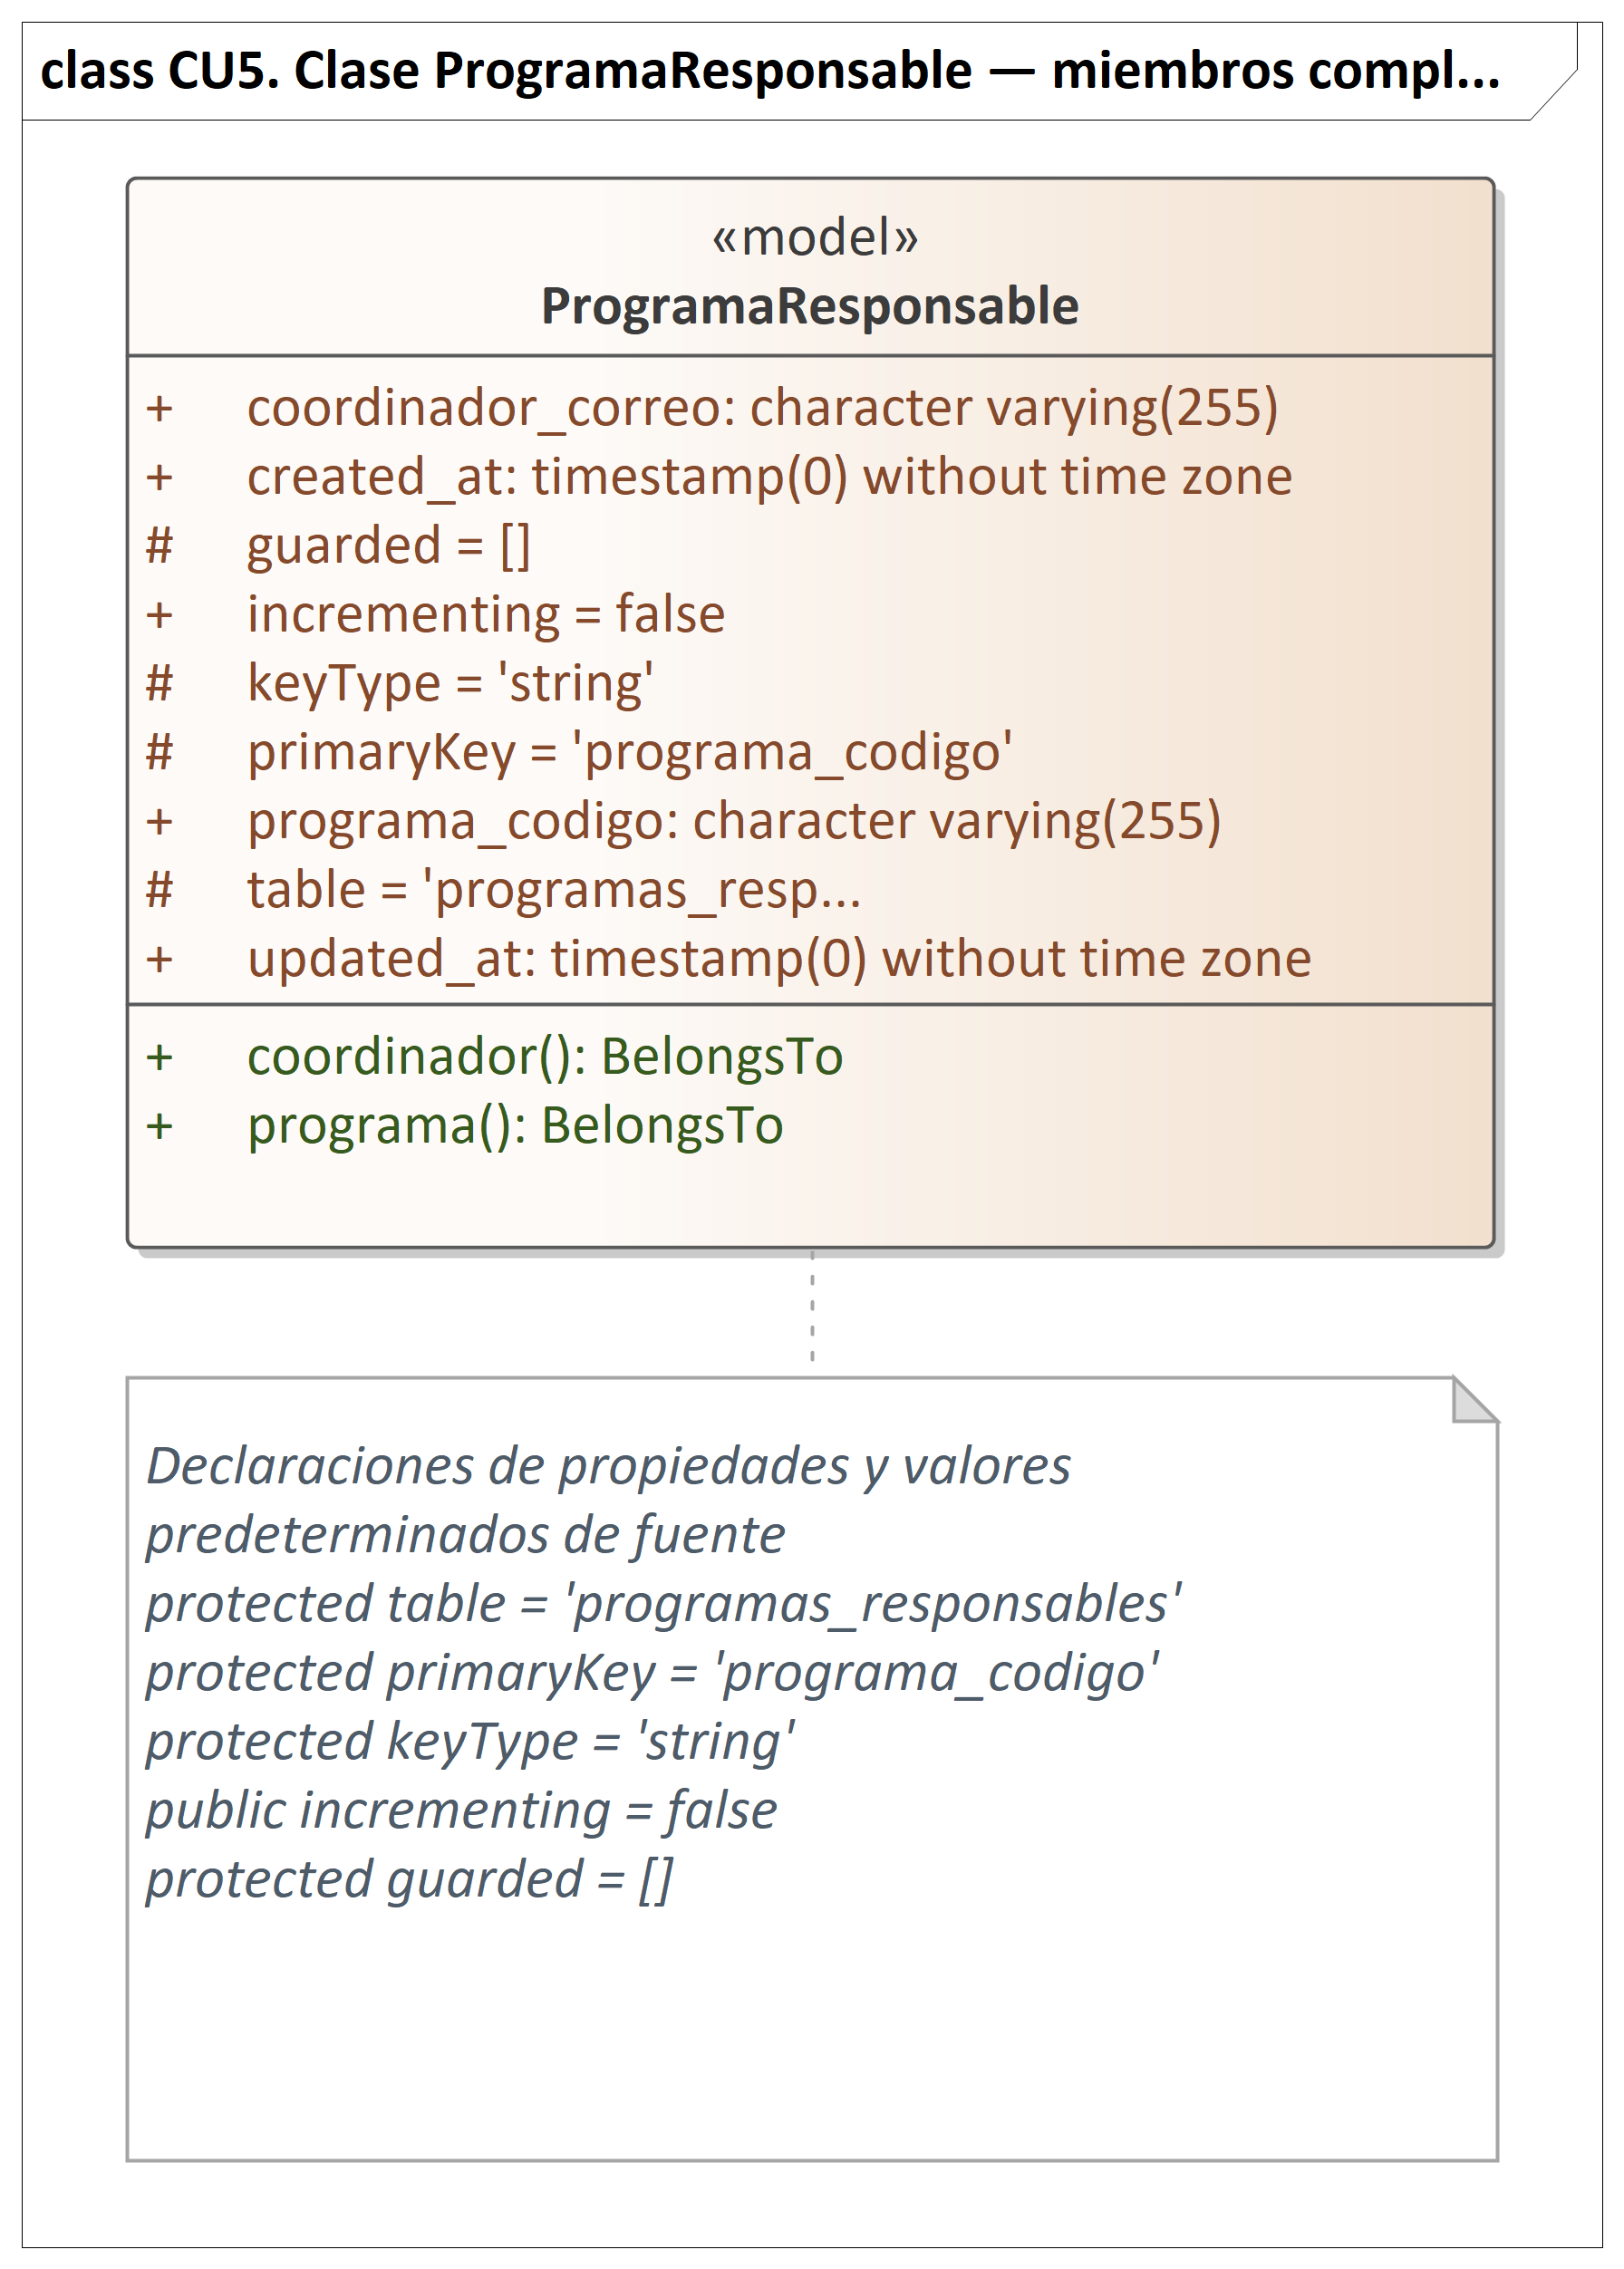 class CU5. Clase ProgramaResponsable — miembros compl...
«model»
ProgramaResponsable
+ coordinador_correo: character varying(255)
+ created_at: timestamp(0) without time zone
# guarded = []
+ incrementing = false
# keyType = 'string'
# primaryKey = 'programa_codigo'
+ programa_codigo: character varying(255)
# table = 'programas_resp...
+ updated_at: timestamp(0) without time zone
+ coordinador(): BelongsTo
+ programa(): BelongsTo
Declaraciones de propiedades y valores
predeterminados de fuente
protected table = 'programas_responsables'
protected primaryKey = 'programa_codigo'
protected keyType = 'string'
public incrementing = false
protected guarded = []